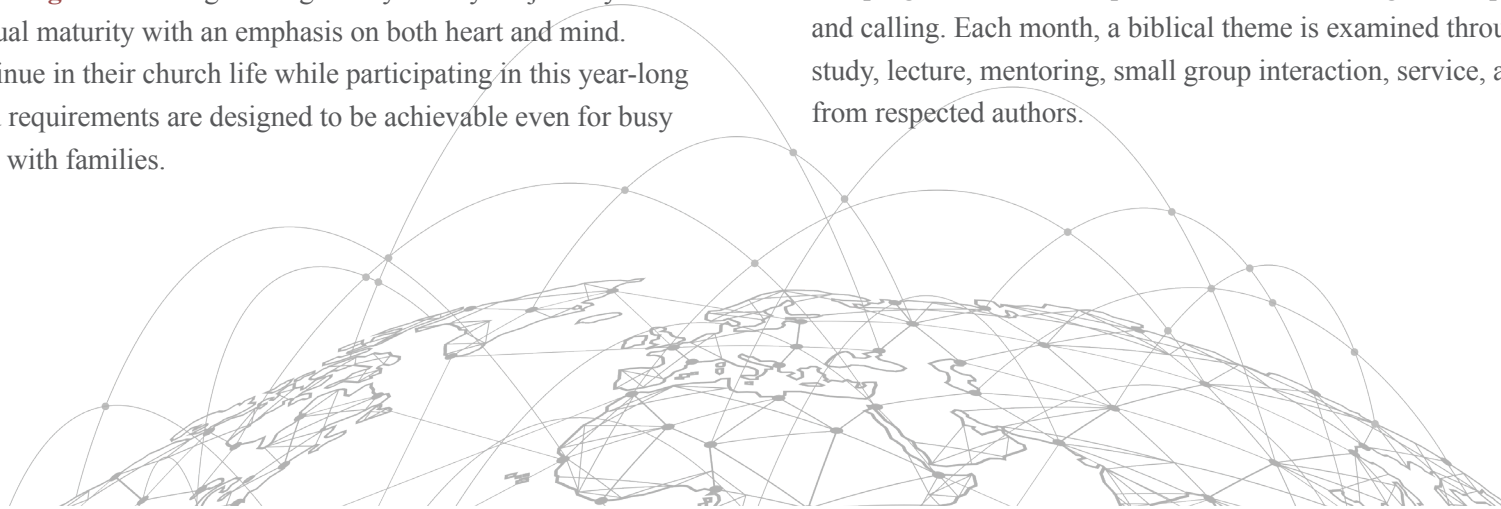 ual maturity with an emphasis on both heart and mind.
inue in their church life while participating in this year-long
requirements are designed to be achievable even for busy
with families.
and calling. Each month, a biblical theme is examined throu
study, lecture, mentoring, small group interaction, service, a
from respected authors.